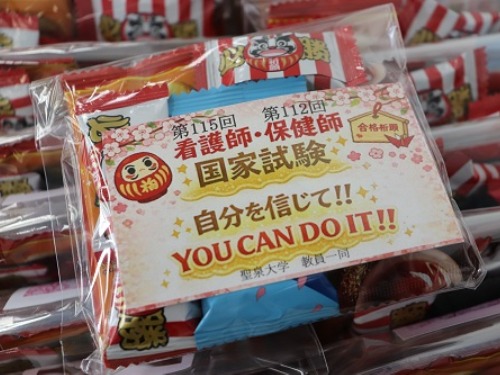 必勝
第115回 第112回
看護師・保健師
合格祈願
国家試験
自分を信じて!!
YOU CAN DO IT!!
聖泉大学 教員一同